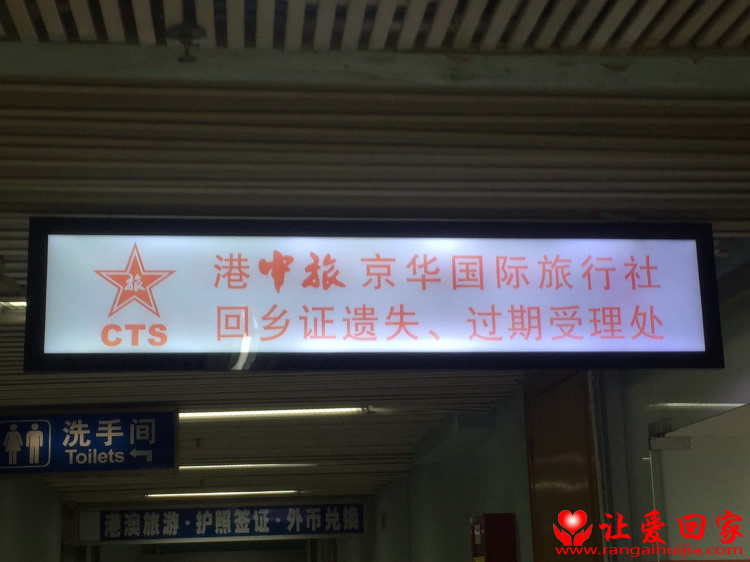 旅
CTS
港中旅京华国际旅行社
回乡证遗失、过期受理处
洗手间
Toilets
港澳旅游·护照签证·外币兑换
让爱回家
www.rangaihuijia.com